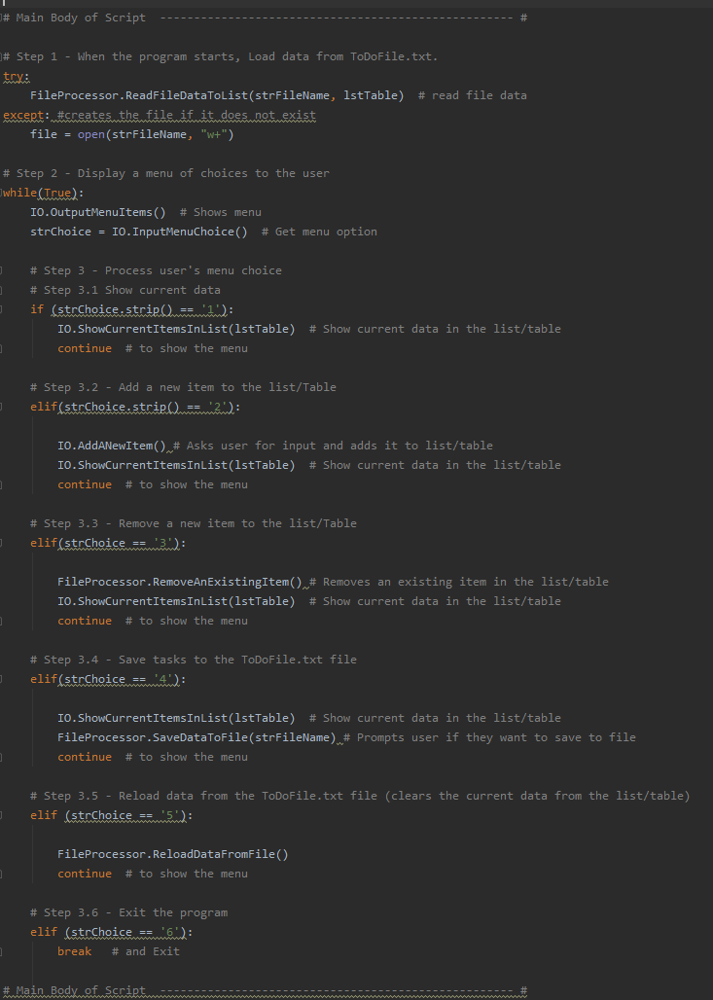 # Main Body of Script  ---------------------------------------------------- #
# Step 1 - When the program starts, Load data from ToDoFile.txt.
try:
    FileProcessor.ReadFileDataToList(strFileName, lstTable)  # read file data
except: #creates the file if it does not exist
    file = open(strFileName, "w+")
# Step 2 - Display a menu of choices to the user
while(True):
    IO.OutputMenuItems()  # Shows menu
    strChoice = IO.InputMenuChoice()  # Get menu option
    # Step 3 - Process user's menu choice
    # Step 3.1 Show current data
    if (strChoice.strip() == '1'):
        IO.ShowCurrentItemsInList(lstTable)  # Show current data in the list/table
        continue  # to show the menu
    # Step 3.2 - Add a new item to the list/Table
    elif(strChoice.strip() == '2'):
        IO.AddANewItem() # Asks user for input and adds it to list/table
        IO.ShowCurrentItemsInList(lstTable)  # Show current data in the list/table
        continue  # to show the menu
    # Step 3.3 - Remove a new item to the list/Table
    elif(strChoice == '3'):
        FileProcessor.RemoveAnExistingItem() # Removes an existing item in the list/table
        IO.ShowCurrentItemsInList(lstTable)  # Show current data in the list/table
        continue  # to show the menu
    # Step 3.4 - Save tasks to the ToDoFile.txt file
    elif(strChoice == '4'):
        IO.ShowCurrentItemsInList(lstTable)  # Show current data in the list/table
        FileProcessor.SaveDataToFile(strFileName) # Prompts user if they want to save to file
        continue  # to show the menu
    # Step 3.5 - Reload data from the ToDoFile.txt file (clears the current data from the list/table)
    elif (strChoice == '5'):
        FileProcessor.ReloadDataFromFile()
        continue  # to show the menu
    # Step 3.6 - Exit the program
    elif (strChoice == '6'):
        break   # and Exit
# Main Body of Script  ---------------------------------------------------- #